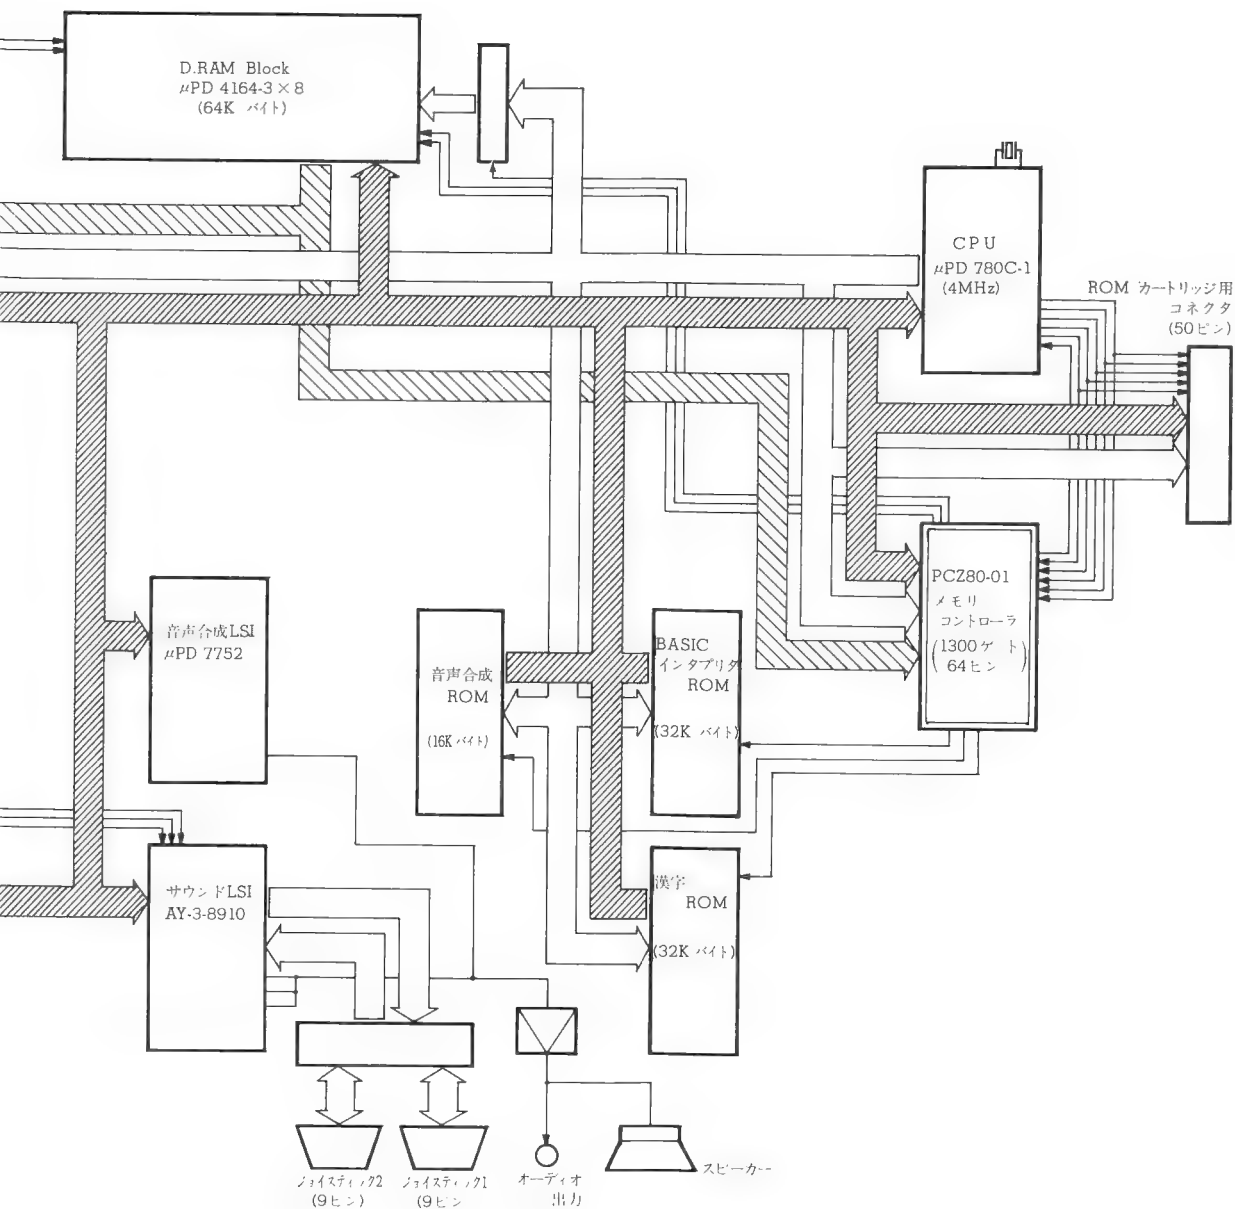 D.RAM Block
μPD 4164-3×8
(64K バイト)
CPU
μPD 780C-1
(4MHz)
ROM カートリッジ用
コネクタ
(50ピン)
PCZ80-01
メモリ
コントローラ
(1300ゲート
64ピン)
音声合成LSI
μPD 7752
音声合成
ROM
(16K バイト)
BASIC
インタプリタ
ROM
(32K バイト)
サウンドLSI
AY-3-8910
漢字
ROM
(32K バイト)
ジョイスティック2
(9ピン)
ジョイスティック1
(9ピン
オーディオ
出力
スピーカー